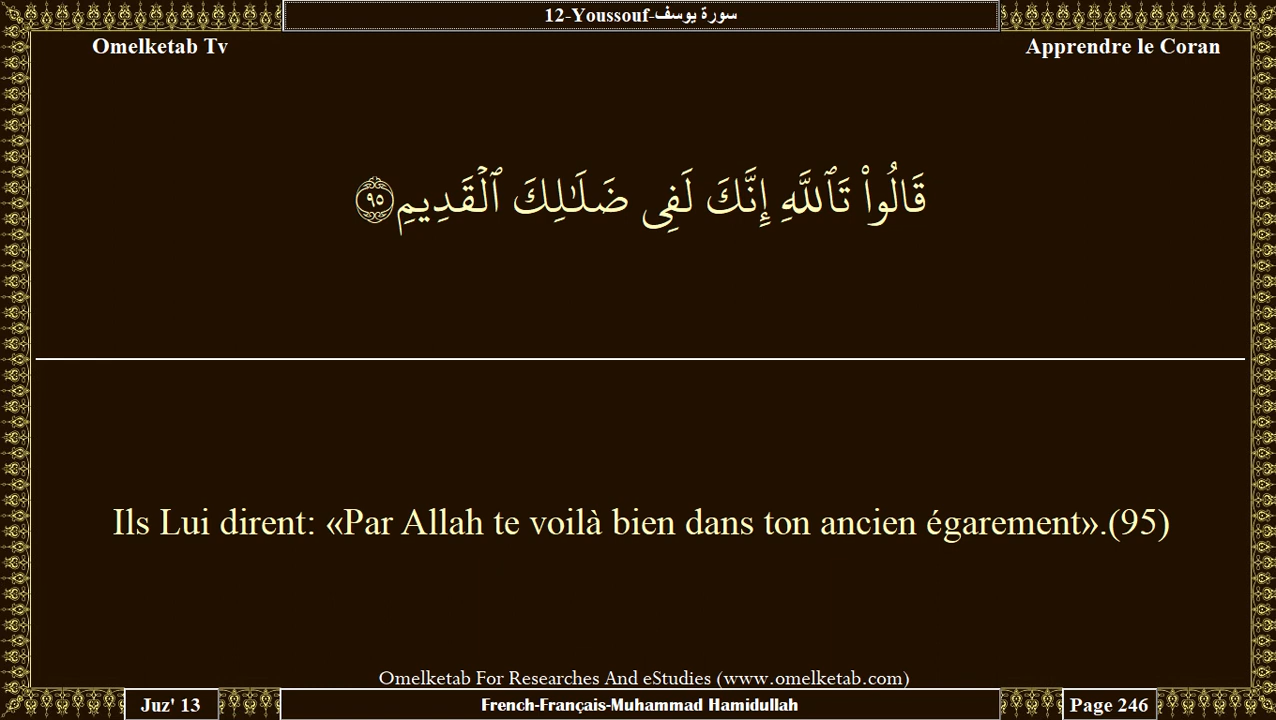 12-Youssouf-سورة يوسف
Omelketab Tv
Apprendre le Coran
قَالُوا۟ تَٱللَّهِ إِنَّكَ لَفِى ضَلَـٰلِكَ ٱلْقَدِيمِ ٩٥
Ils Lui dirent: «Par Allah te voilà bien dans ton ancien égarement».(95)
Omelketab For Researches And eStudies (www.omelketab.com)
Juz' 13
French-Français-Muhammad Hamidullah
Page 246